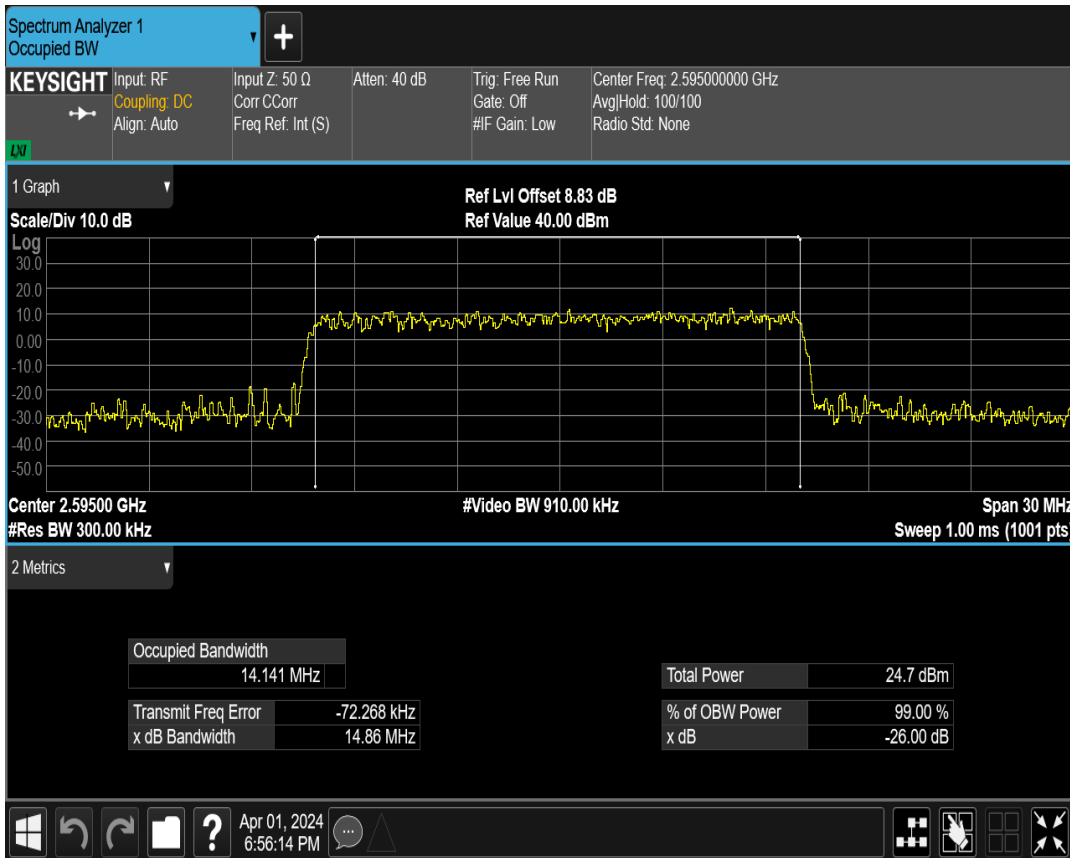 Spectrum Analyzer 1
Occupied BW
+
KEYSIGHT
LXI
Input: RF
Coupling: DC
Align: Auto
Input Z: 50 Ω
Corr CCorr
Freq Ref: Int (S)
Atten: 40 dB
Trig: Free Run
Gate: Off
#IF Gain: Low
Center Freq: 2.595000000 GHz
Avg|Hold: 100/100
Radio Std: None
1 Graph
Scale/Div 10.0 dB
Ref Lvl Offset 8.83 dB
Ref Value 40.00 dBm
Log
30.0
20.0
10.0
0.00
-10.0
-20.0
-30.0
-40.0
-50.0
Center 2.59500 GHz
#Video BW 910.00 kHz
Span 30 MHz
#Res BW 300.00 kHz
Sweep 1.00 ms (1001 pts)
2 Metrics
Occupied Bandwidth
14.141 MHz
Total Power 24.7 dBm
Transmit Freq Error -72.268 kHz
% of OBW Power 99.00 %
x dB Bandwidth 14.86 MHz
x dB -26.00 dB
?
Apr 01, 2024
6:56:14 PM